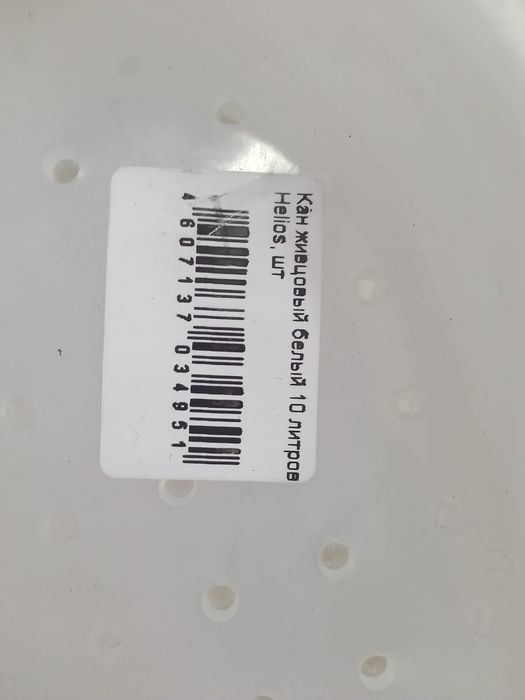 Кан живцовый белый 10 литров
Helios, шт
4 607137 034951